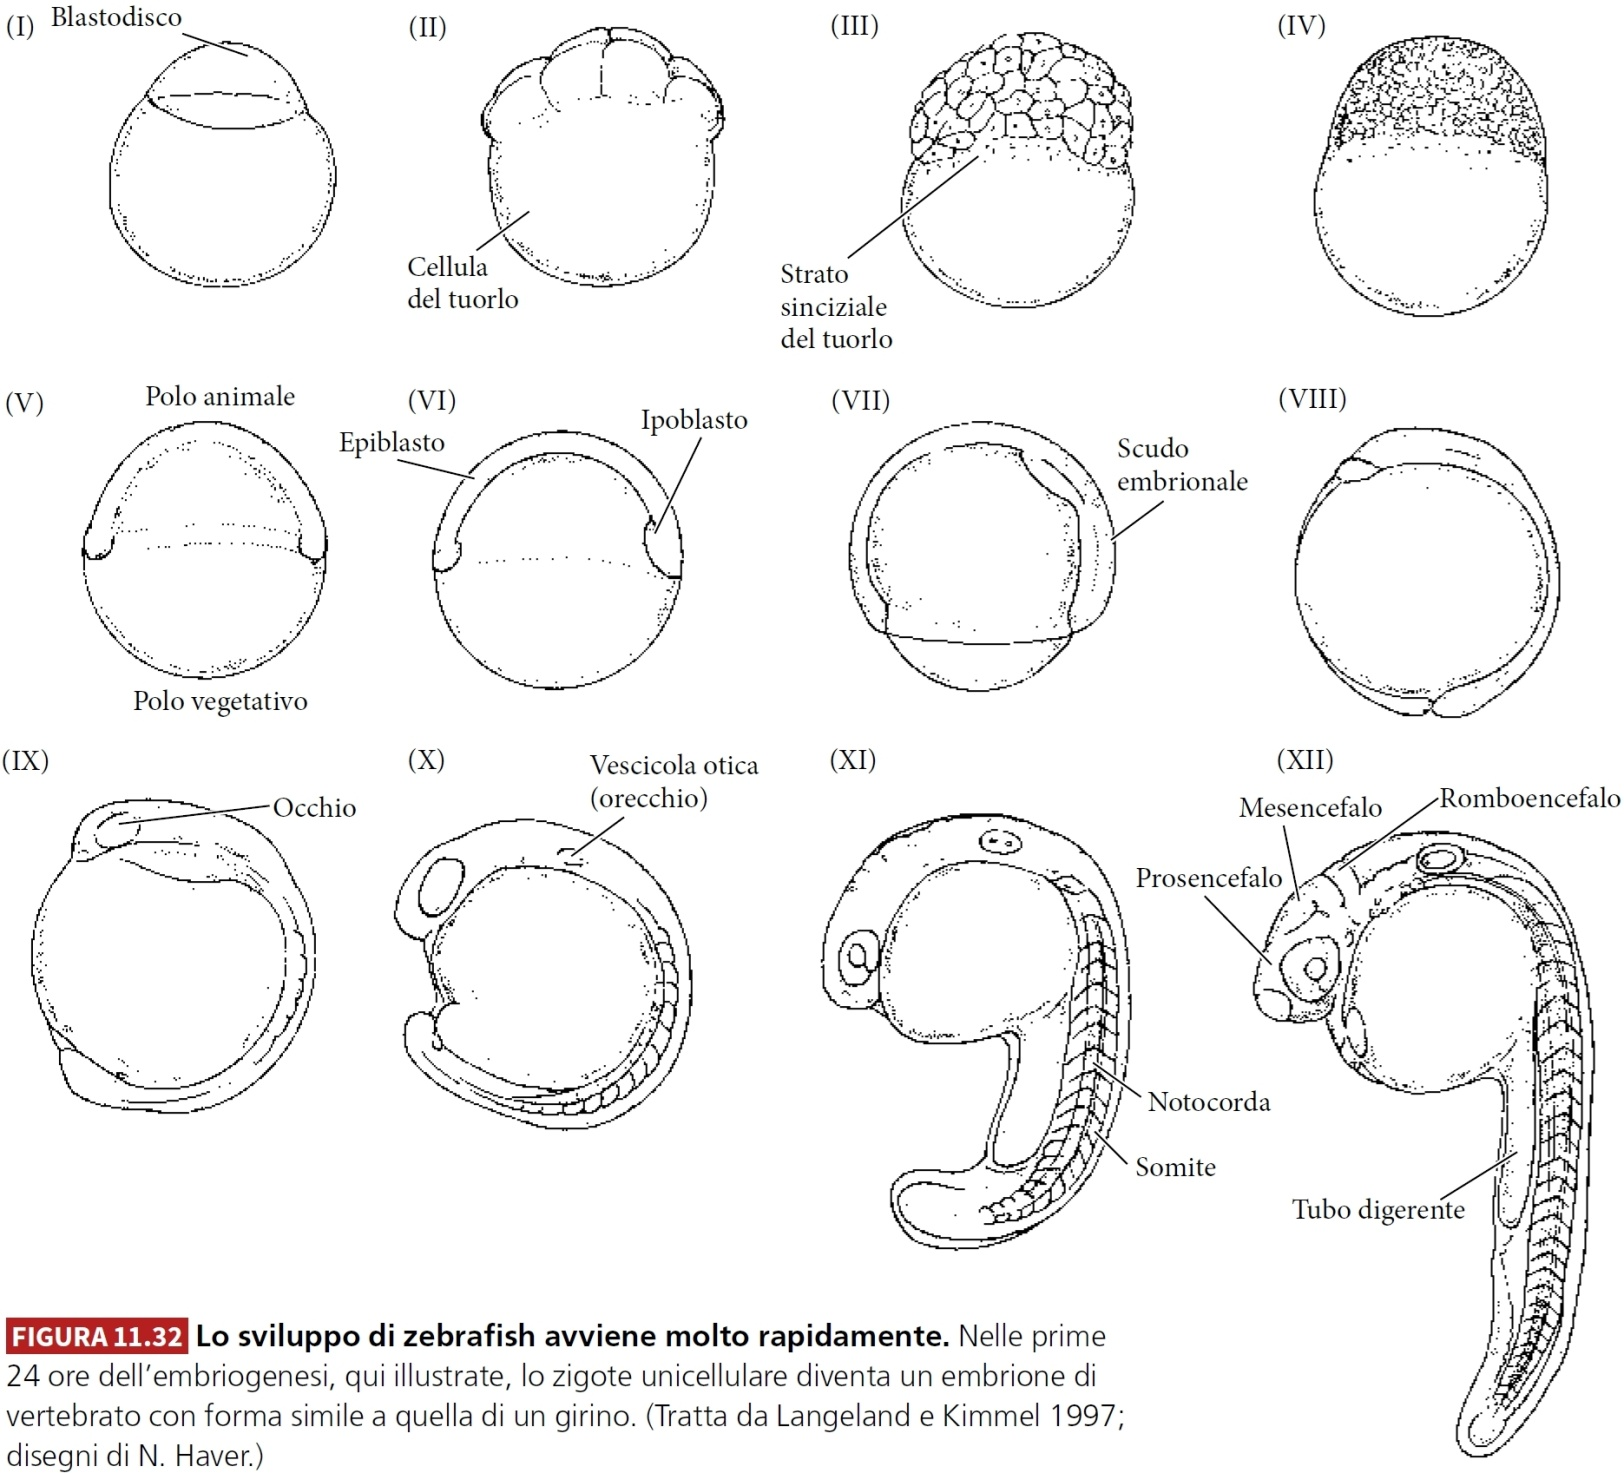 (I)
Blastodisco
(II)
Cellula
del tuorlo
(III)
Strato
sinciziale
del tuorlo
(IV)
(V)
Polo animale
Polo vegetativo
(VI)
Epiblasto
Ipoblasto
(VII)
Scudo
embrionale
(VIII)
(IX)
Occhio
(X)
Vescicola otica
(orecchio)
(XI)
Notocorda
Somite
(XII)
Mesencefalo
Romboencefalo
Prosencefalo
Tubo digerente
FIGURA 11.32 Lo sviluppo di zebrafish avviene molto rapidamente. Nelle prime
24 ore dell'embriogenesi, qui illustrate, lo zigote unicellulare diventa un embrione di
vertebrato con forma simile a quella di un girino. (Tratta da Langeland e Kimmel 1997;
disegni di N. Haver.)